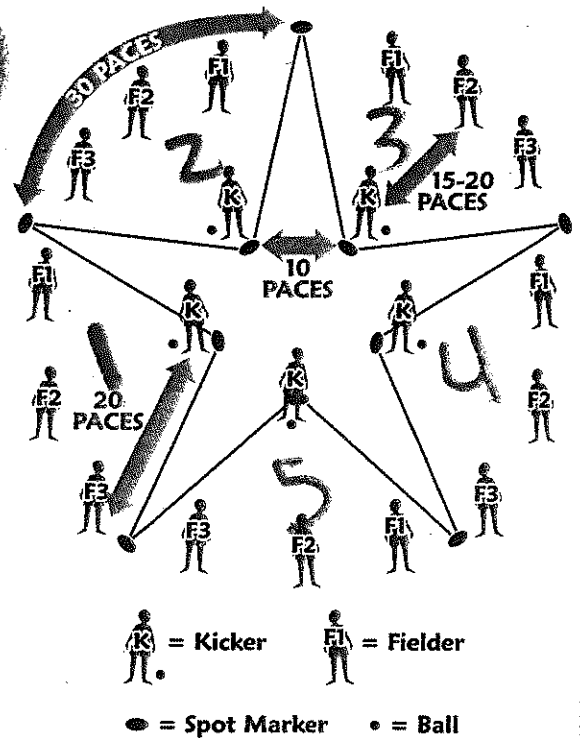 30 PACES
F1
F1
F2
F2
F3
F3
2
3
K
K
15-20
PACES
10
PACES
F1
F1
K
K
1
4
F2
20
PACES
K
F2
F3
5
F3
F3
F2
F1
K = Kicker
F1 = Fielder
= Spot Marker
= Ball